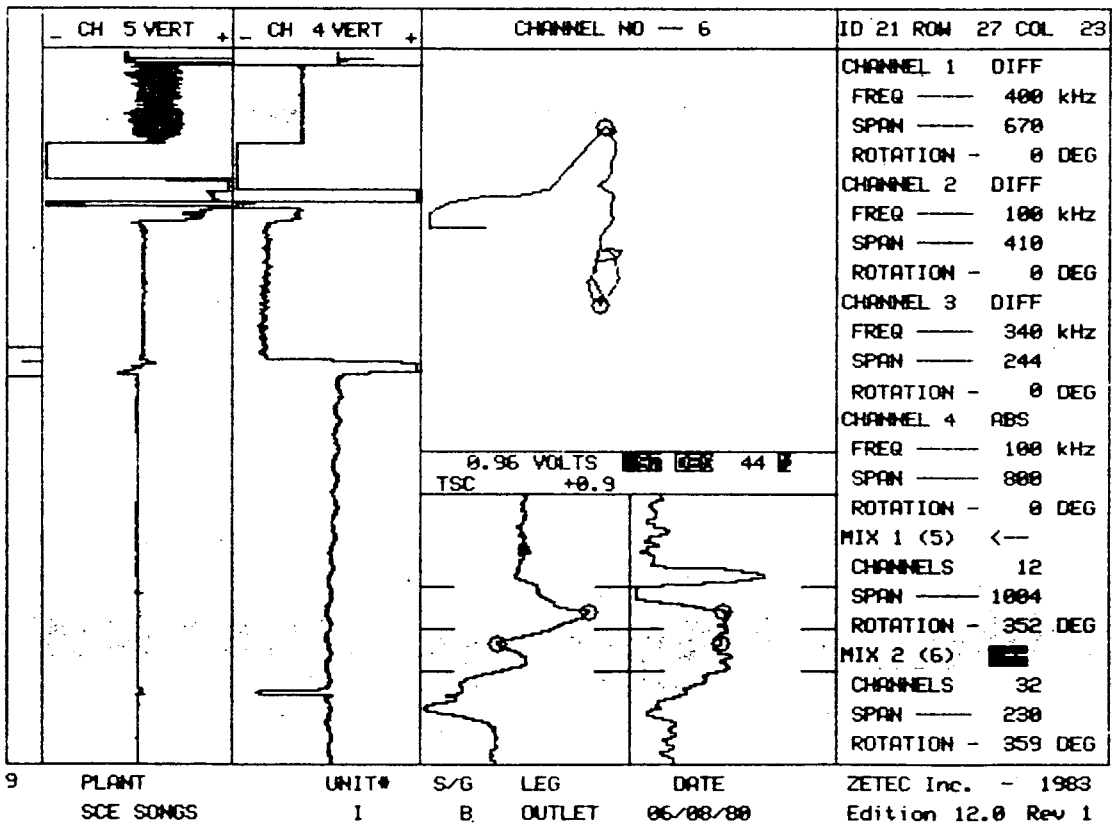 _ CH 5 VERT + _ CH 4 VERT + CHANNEL NO -- 6 ID 21 ROW 27 COL 23
CHANNEL 1 DIFF
FREQ ---- 400 kHz
SPAN ---- 670
ROTATION - 0 DEG
CHANNEL 2 DIFF
FREQ ---- 100 kHz
SPAN ---- 410
ROTATION - 0 DEG
CHANNEL 3 DIFF
FREQ ---- 340 kHz
SPAN ---- 244
ROTATION - 0 DEG
CHANNEL 4 ABS
FREQ ---- 100 kHz
SPAN ---- 800
ROTATION - 0 DEG
MIX 1 (5) <--
CHANNELS 12
SPAN ---- 1004
ROTATION - 352 DEG
MIX 2 (6)
CHANNELS 32
SPAN ---- 230
ROTATION - 359 DEG
0.96 VOLTS 44
TSC +0.9
9 PLANT UNIT# S/G LEG DATE ZETEC Inc. - 1983
SCE SONGS I B OUTLET 06/08/80 Edition 12.0 Rev 1